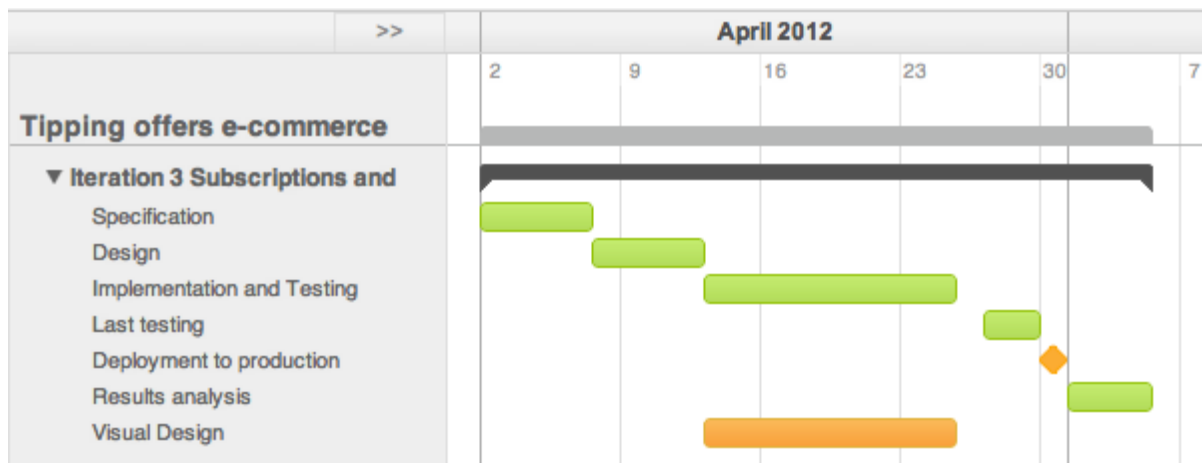 >> April 2012
2 9 16 23 30 7
Tipping offers e-commerce
▼ Iteration 3 Subscriptions and
Specification
Design
Implementation and Testing
Last testing
Deployment to production
Results analysis
Visual Design